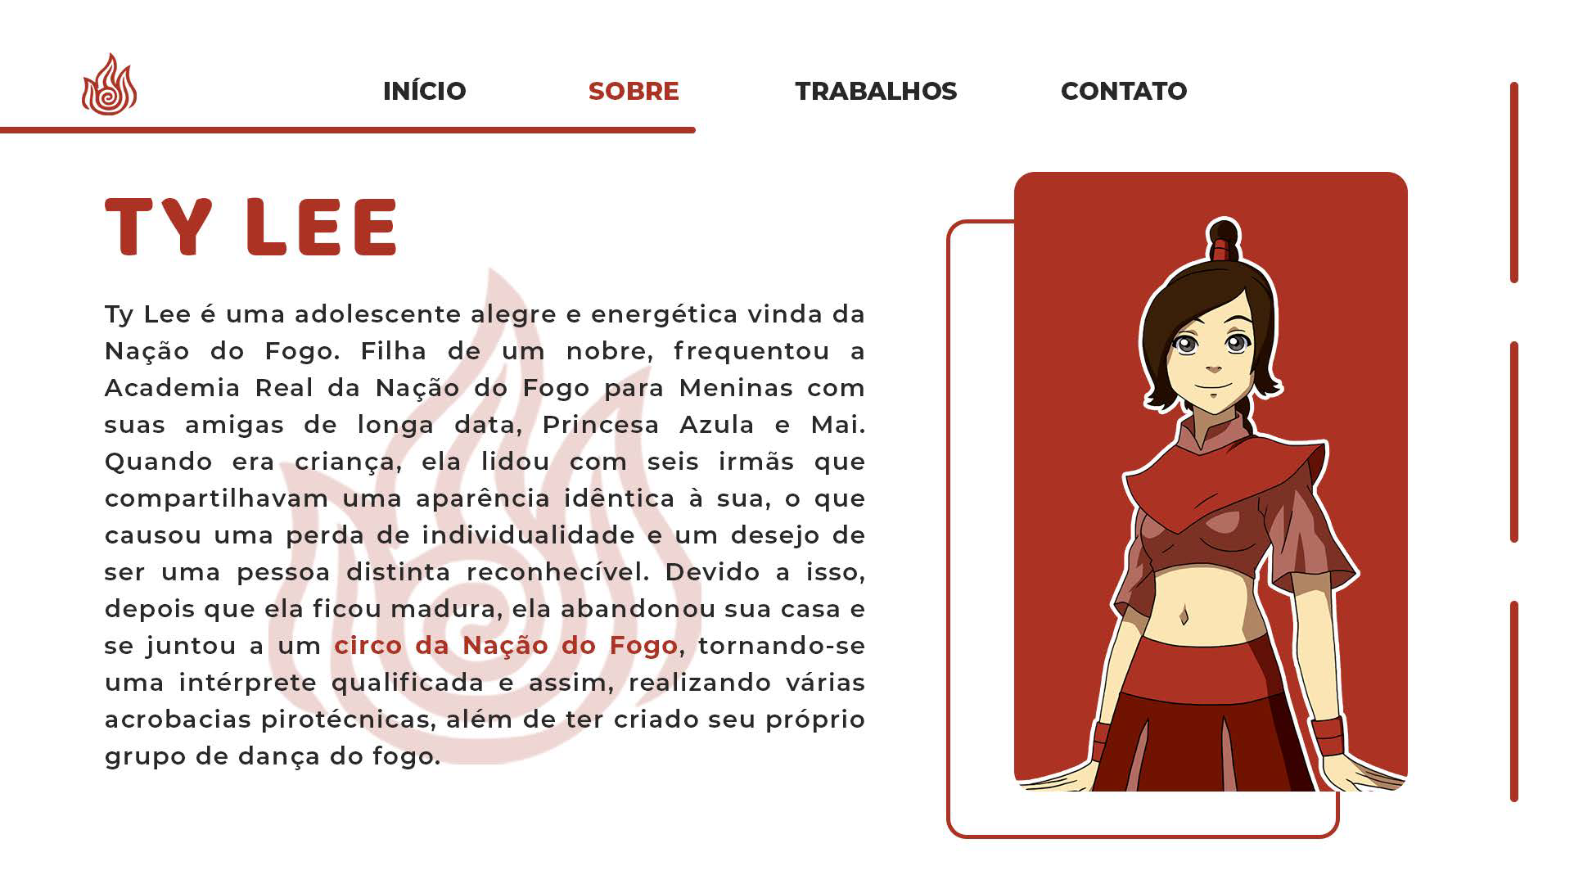 INÍCIO SOBRE TRABALHOS CONTATO
TY LEE
Ty Lee é uma adolescente alegre e energética vinda da
Nação do Fogo. Filha de um nobre, frequentou a
Academia Real da Nação do Fogo para Meninas com
suas amigas de longa data, Princesa Azula e Mai.
Quando era criança, ela lidou com seis irmãs que
compartilhavam uma aparência idêntica à sua, o que
causou uma perda de individualidade e um desejo de
ser uma pessoa distinta reconhecível. Devido a isso,
depois que ela ficou madura, ela abandonou sua casa e
se juntou a um circo da Nação do Fogo, tornando-se
uma intérprete qualificada e assim, realizando várias
acrobacias pirotécnicas, além de ter criado seu próprio
grupo de dança do fogo.